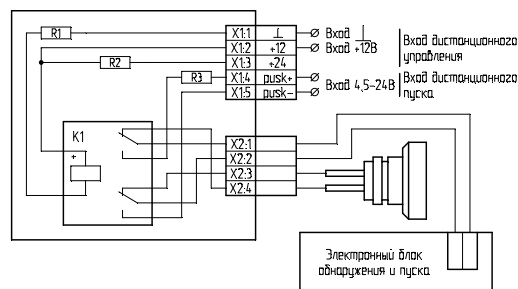 R1
R2
R3
K1
+
X1:1 ⊥
X1:2 +12
X1:3 +24
X1:4 pusk+
X1:5 pusk-
X2:1
X2:2
X2:3
X2:4
Вход ⊥
Вход +12В
Вход дистанционного
управления
Вход 4,5-24В
Вход дистанционного
пуска
Электронный блок
обнаружения и пуска